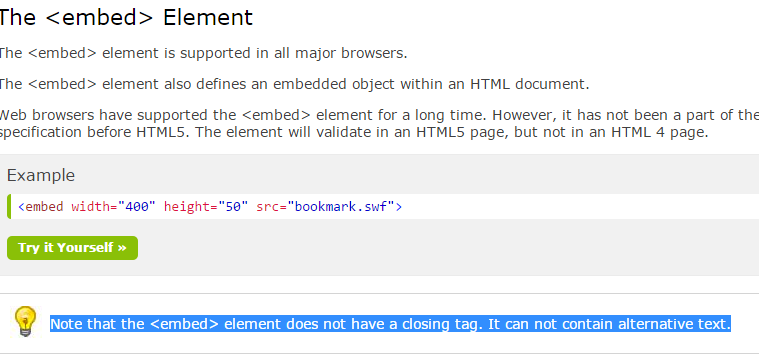 The <embed> Element
The <embed> element is supported in all major browsers.
The <embed> element also defines an embedded object within an HTML document.
Web browsers have supported the <embed> element for a long time. However, it has not been a part of the
specification before HTML5. The element will validate in an HTML5 page, but not in an HTML 4 page.
Example
<embed width="400" height="50" src="bookmark.swf">
Try it Yourself »
Note that the <embed> element does not have a closing tag. It can not contain alternative text.